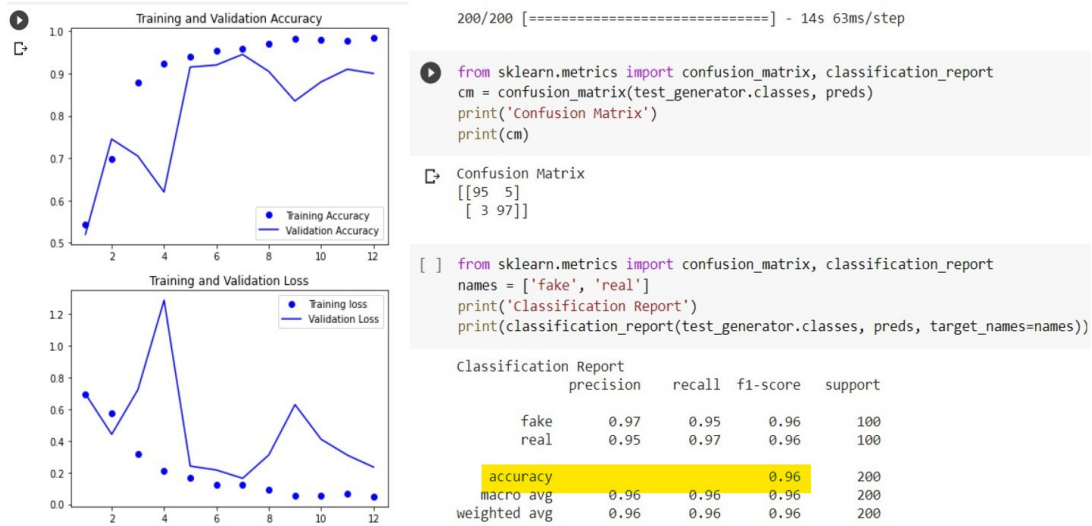 Training and Validation Accuracy
1.0
0.9
0.8
0.7
0.6
0.5
Training Accuracy
Validation Accuracy
2 4 6 8 10 12
Training and Validation Loss
Training loss
Validation Loss
1.2
1.0
0.8
0.6
0.4
0.2
0.0
2 4 6 8 10 12
200/200 [==============================] - 14s 63ms/step
from sklearn.metrics import confusion_matrix, classification_report
cm = confusion_matrix(test_generator.classes, preds)
print('Confusion Matrix')
print(cm)
Confusion Matrix
[[95  5]
 [ 3 97]]
[ ] from sklearn.metrics import confusion_matrix, classification_report
names = ['fake', 'real']
print('Classification Report')
print(classification_report(test_generator.classes, preds, target_names=names))
Classification Report
precision recall f1-score support
fake 0.97 0.95 0.96 100
real 0.95 0.97 0.96 100
accuracy 0.96 200
macro avg 0.96 0.96 0.96 200
weighted avg 0.96 0.96 0.96 200